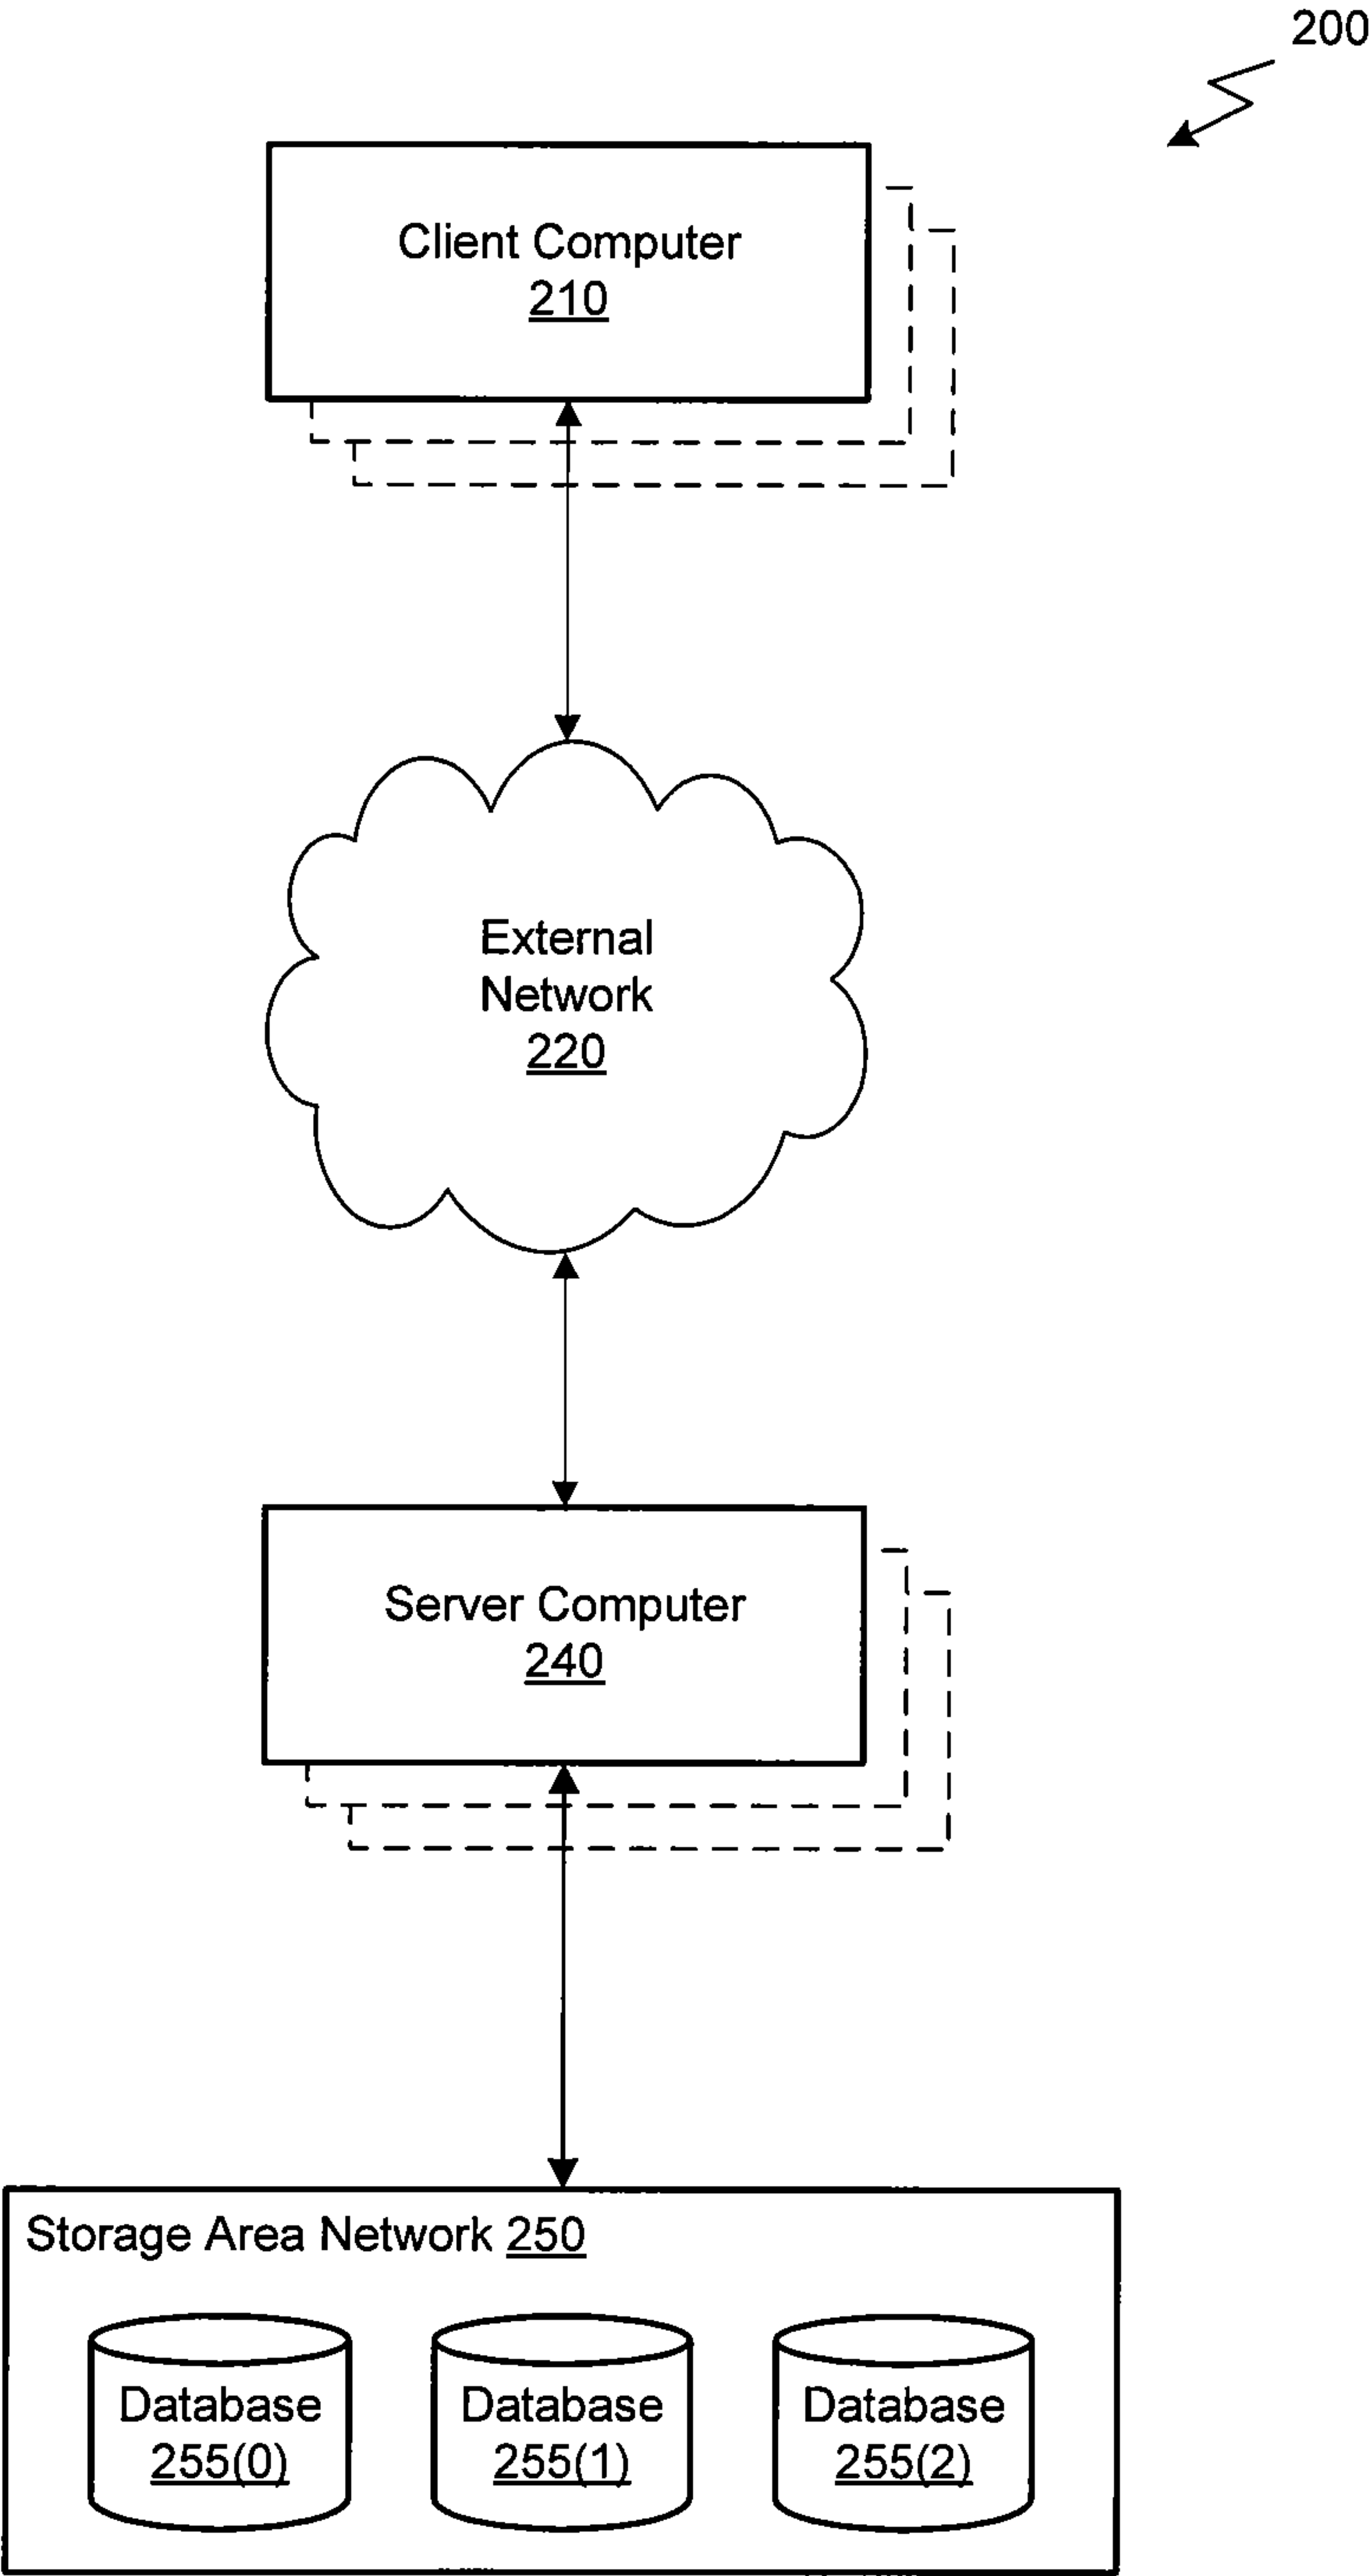 200
Client Computer
210
External
Network
220
Server Computer
240
Storage Area Network 250
Database
255(0)
Database
255(1)
Database
255(2)